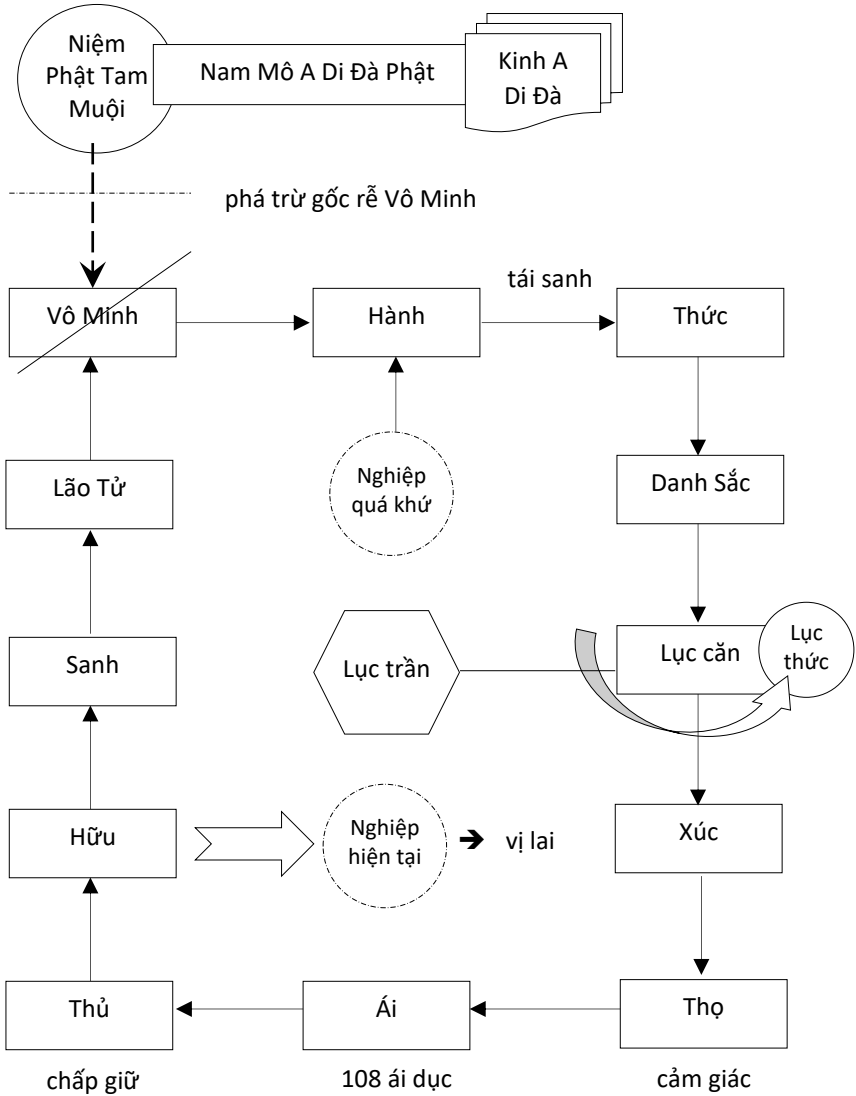 Niệm
Phật Tam
Muội
Nam Mô A Di Đà Phật
Kinh A
Di Đà
phá trừ gốc rễ Vô Minh
tái sanh
Vô Minh
Hành
Thức
Lão Tử
Nghiệp
quá khứ
Danh Sắc
Sanh
Lục trần
Lục căn
Lục
thức
Hữu
Nghiệp
hiện tại
➔ vị lai
Xúc
Thủ
Ái
Thọ
chấp giữ
108 ái dục
cảm giác